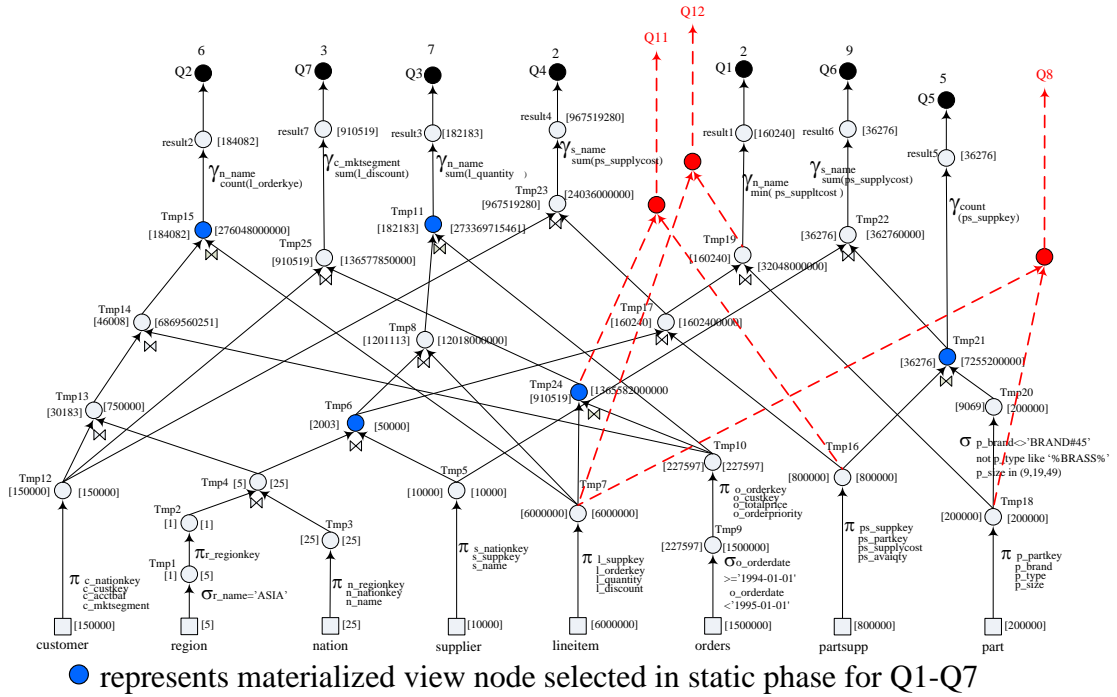 Q12
Q11
6
3
7
2
2
9
Q8
Q2
Q7
Q3
Q4
Q1
Q6
5
Q5
result2
[184082]
result7
[910519]
result3
[182183]
result4
[967519280]
result1
[160240]
result6
[36276]
result5
[36276]
γ n_name
count(l_orderkye)
γ c_mktsegment
sum(l_discount)
γ n_name
sum(l_quantity )
γ s_name
sum(ps_supplycost)
γ n_name
min( ps_suppltcost )
γ s_name
sum(ps_supplycost)
γ count
(ps_suppkey)
Tmp15
[184082]
[276048000000]
Tmp25
[910519]
[136577850000]
Tmp11
[182183]
[273369715461]
Tmp23
[967519280]
[24036000000]
Tmp19
[160240]
[32048000000]
Tmp22
[36276]
[362760000]
Tmp14
[46008]
[6869560251]
Tmp8
[1201113]
[12018000000]
Tmp17
[160240]
[1602400000]
Tmp21
[36276]
[7255200000]
Tmp13
[30183]
[750000]
Tmp6
[2003]
[50000]
Tmp24
[910519]
[1365582000000
Tmp20
[9069]
[200000]
σ p_brand<>'BRAND#45'
not p_type like ‘%BRASS%’
p_size in (9,19,49)
Tmp12
[150000]
[150000]
Tmp4
[5]
[25]
Tmp5
[10000]
[10000]
Tmp7
[6000000]
[6000000]
Tmp10
[227597]
[227597]
Tmp16
[800000]
[800000]
Tmp18
[200000]
[200000]
Tmp2
[1]
[1]
Tmp3
[25]
[25]
π r_regionkey
Tmp1
[1]
[5]
σ r_name='ASIA'
π c_nationkey
c_custkey
c_acctbal
c_mktsegment
π n_regionkey
n_nationkey
n_name
π s_nationkey
s_suppkey
s_name
π l_suppkey
l_orderkey
l_quantity
l_discount
π o_orderkey
o_custkey
o_totalprice
o_orderpriority
Tmp9
[227597]
[1500000]
σ o_orderdate
>='1994-01-01'
o_orderdate
<'1995-01-01'
π ps_suppkey
ps_partkey
ps_supplycost
ps_avaiqty
π p_partkey
p_brand
p_type
p_size
[150000]
[5]
[25]
[10000]
[6000000]
[1500000]
[800000]
[200000]
customer
region
nation
supplier
lineitem
orders
partsupp
part
represents materialized view node selected in static phase for Q1-Q7